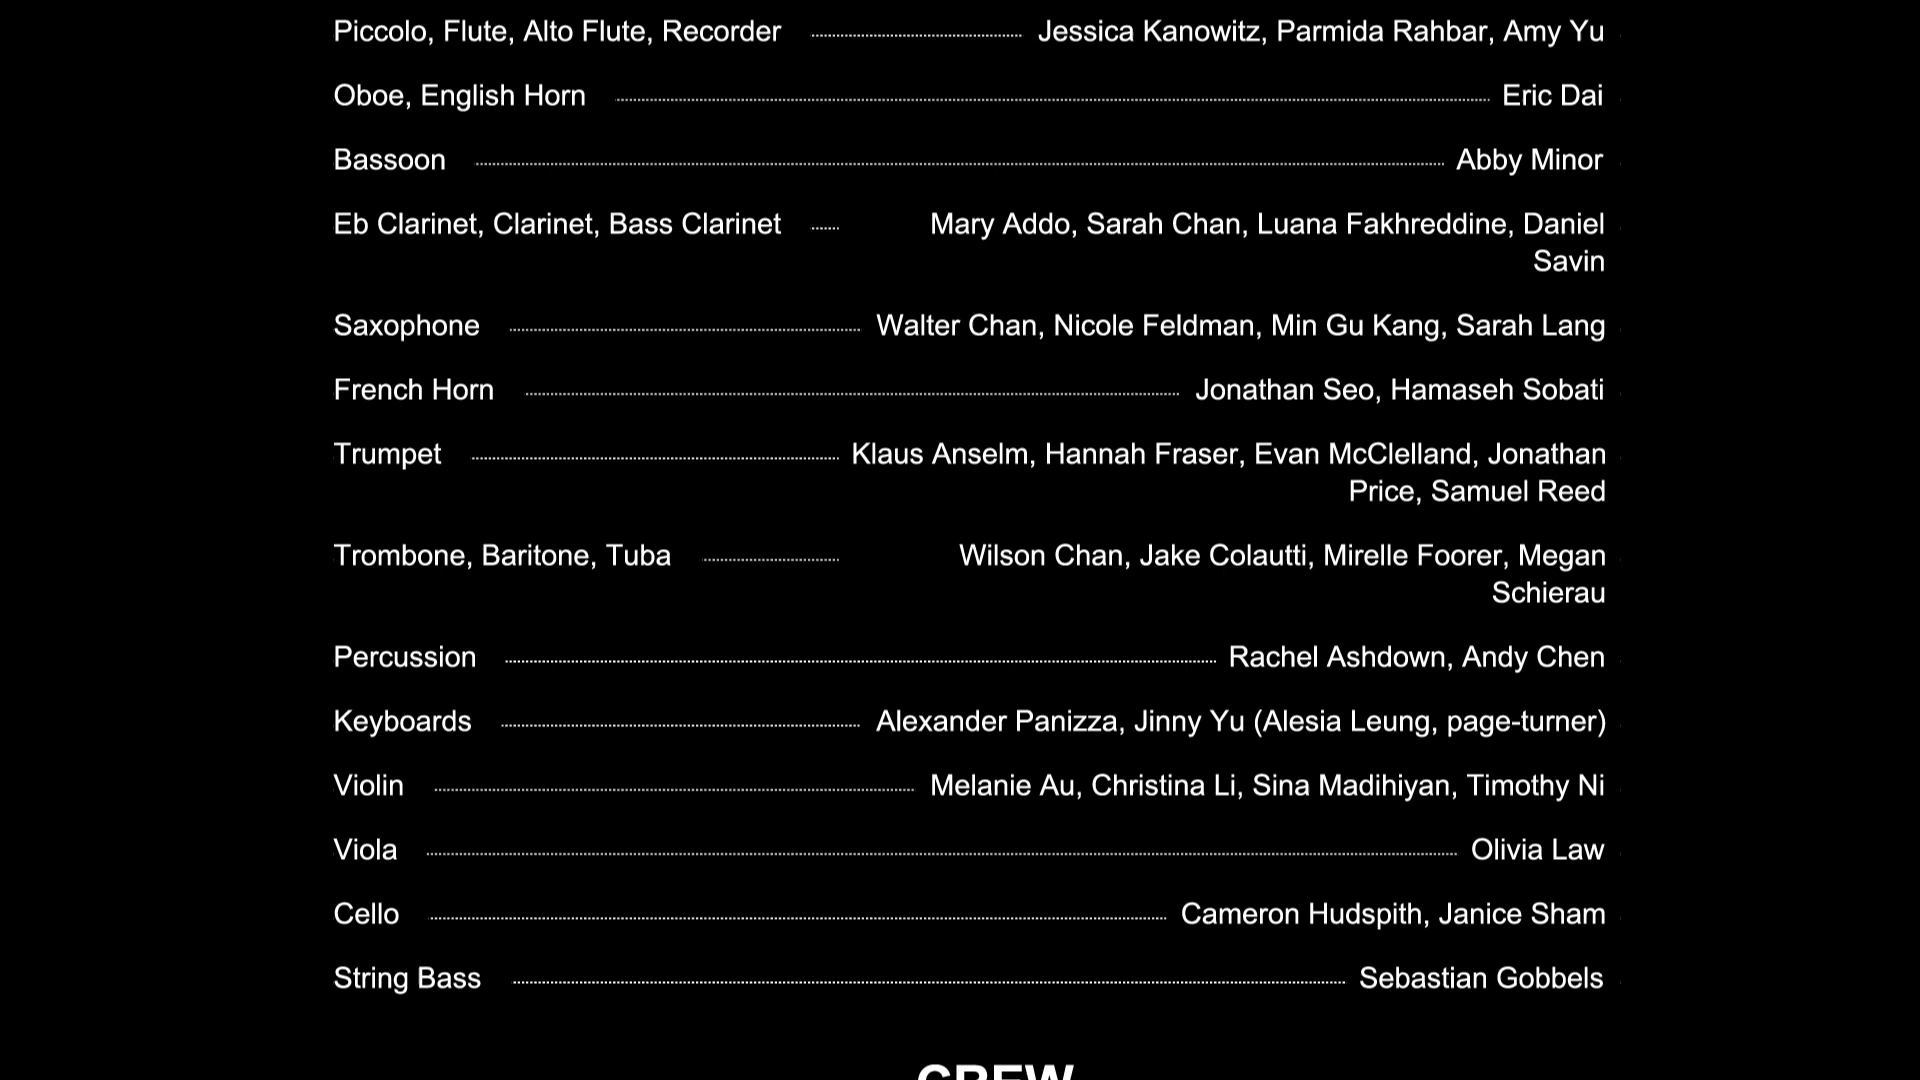 Piccolo, Flute, Alto Flute, Recorder Jessica Kanowitz, Parmida Rahbar, Amy Yu
Oboe, English Horn Eric Dai
Bassoon Abby Minor
Eb Clarinet, Clarinet, Bass Clarinet Mary Addo, Sarah Chan, Luana Fakhreddine, Daniel
Savin
Saxophone Walter Chan, Nicole Feldman, Min Gu Kang, Sarah Lang
French Horn Jonathan Seo, Hamaseh Sobati
Trumpet Klaus Anselm, Hannah Fraser, Evan McClelland, Jonathan
Price, Samuel Reed
Trombone, Baritone, Tuba Wilson Chan, Jake Colautti, Mirelle Foorer, Megan
Schierau
Percussion Rachel Ashdown, Andy Chen
Keyboards Alexander Panizza, Jinny Yu (Alesia Leung, page-turner)
Violin Melanie Au, Christina Li, Sina Madihiyan, Timothy Ni
Viola Olivia Law
Cello Cameron Hudspith, Janice Sham
String Bass Sebastian Gobbels
CREW